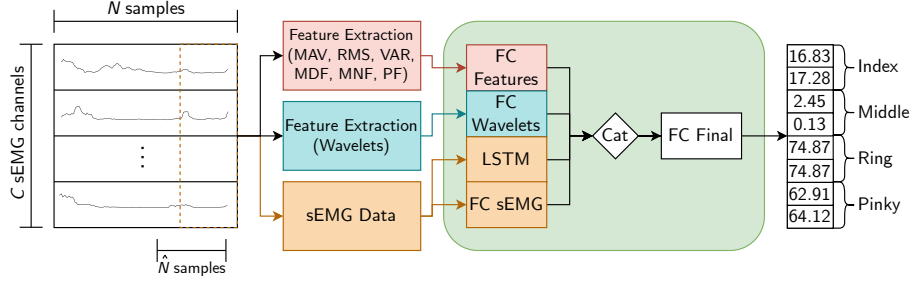 N samples
C sEMG channels
N̂ samples
Feature Extraction
(MAV, RMS, VAR,
MDF, MNF, PF)
Feature Extraction
(Wavelets)
sEMG Data
FC
Features
FC
Wavelets
LSTM
FC sEMG
Cat
FC Final
16.83
17.28
2.45
0.13
74.87
74.87
62.91
64.12
Index
Middle
Ring
Pinky